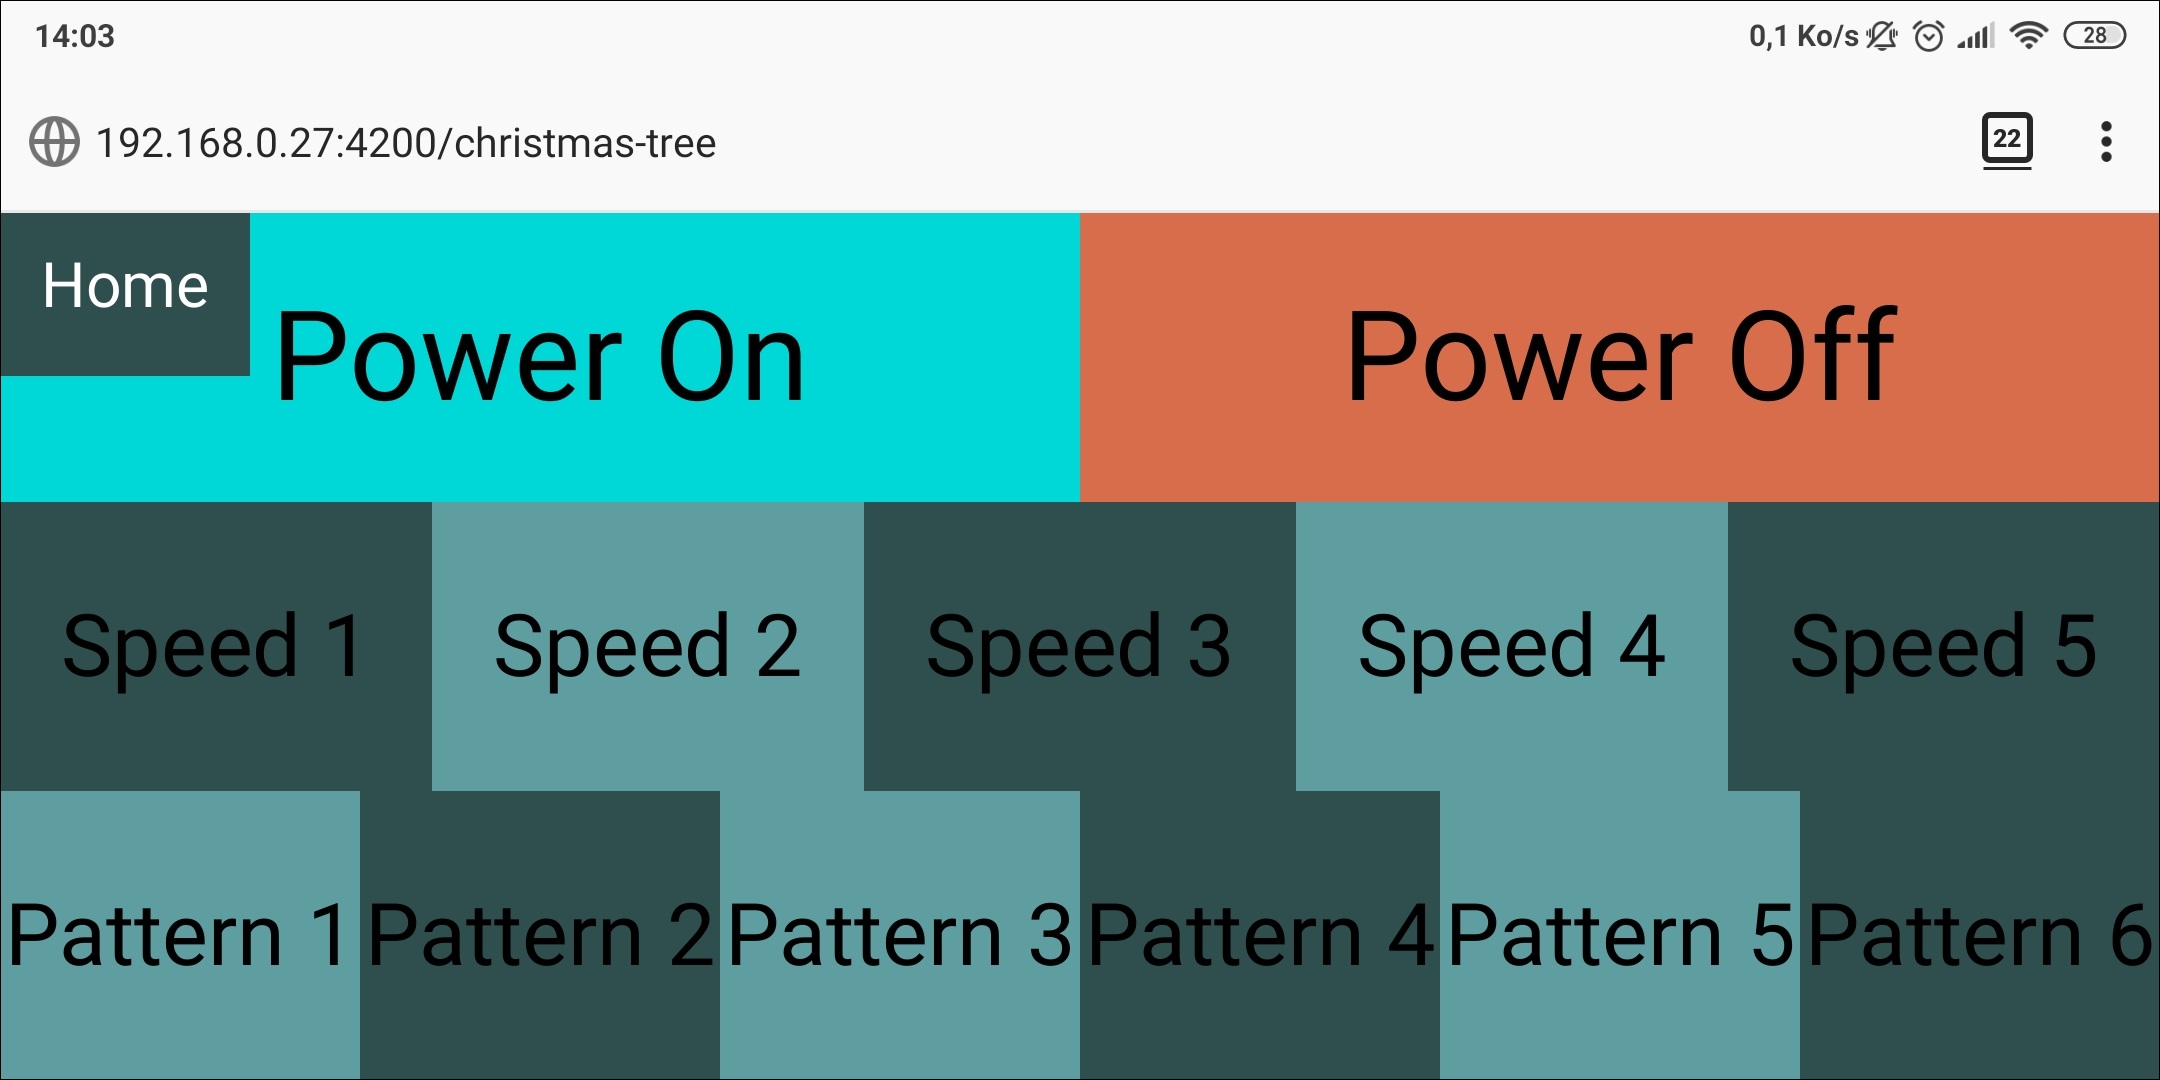 14:03 0,1 Ko/s 28
192.168.0.27:4200/christmas-tree 22
Home
Power On Power Off
Speed 1 Speed 2 Speed 3 Speed 4 Speed 5
Pattern 1 Pattern 2 Pattern 3 Pattern 4 Pattern 5 Pattern 6